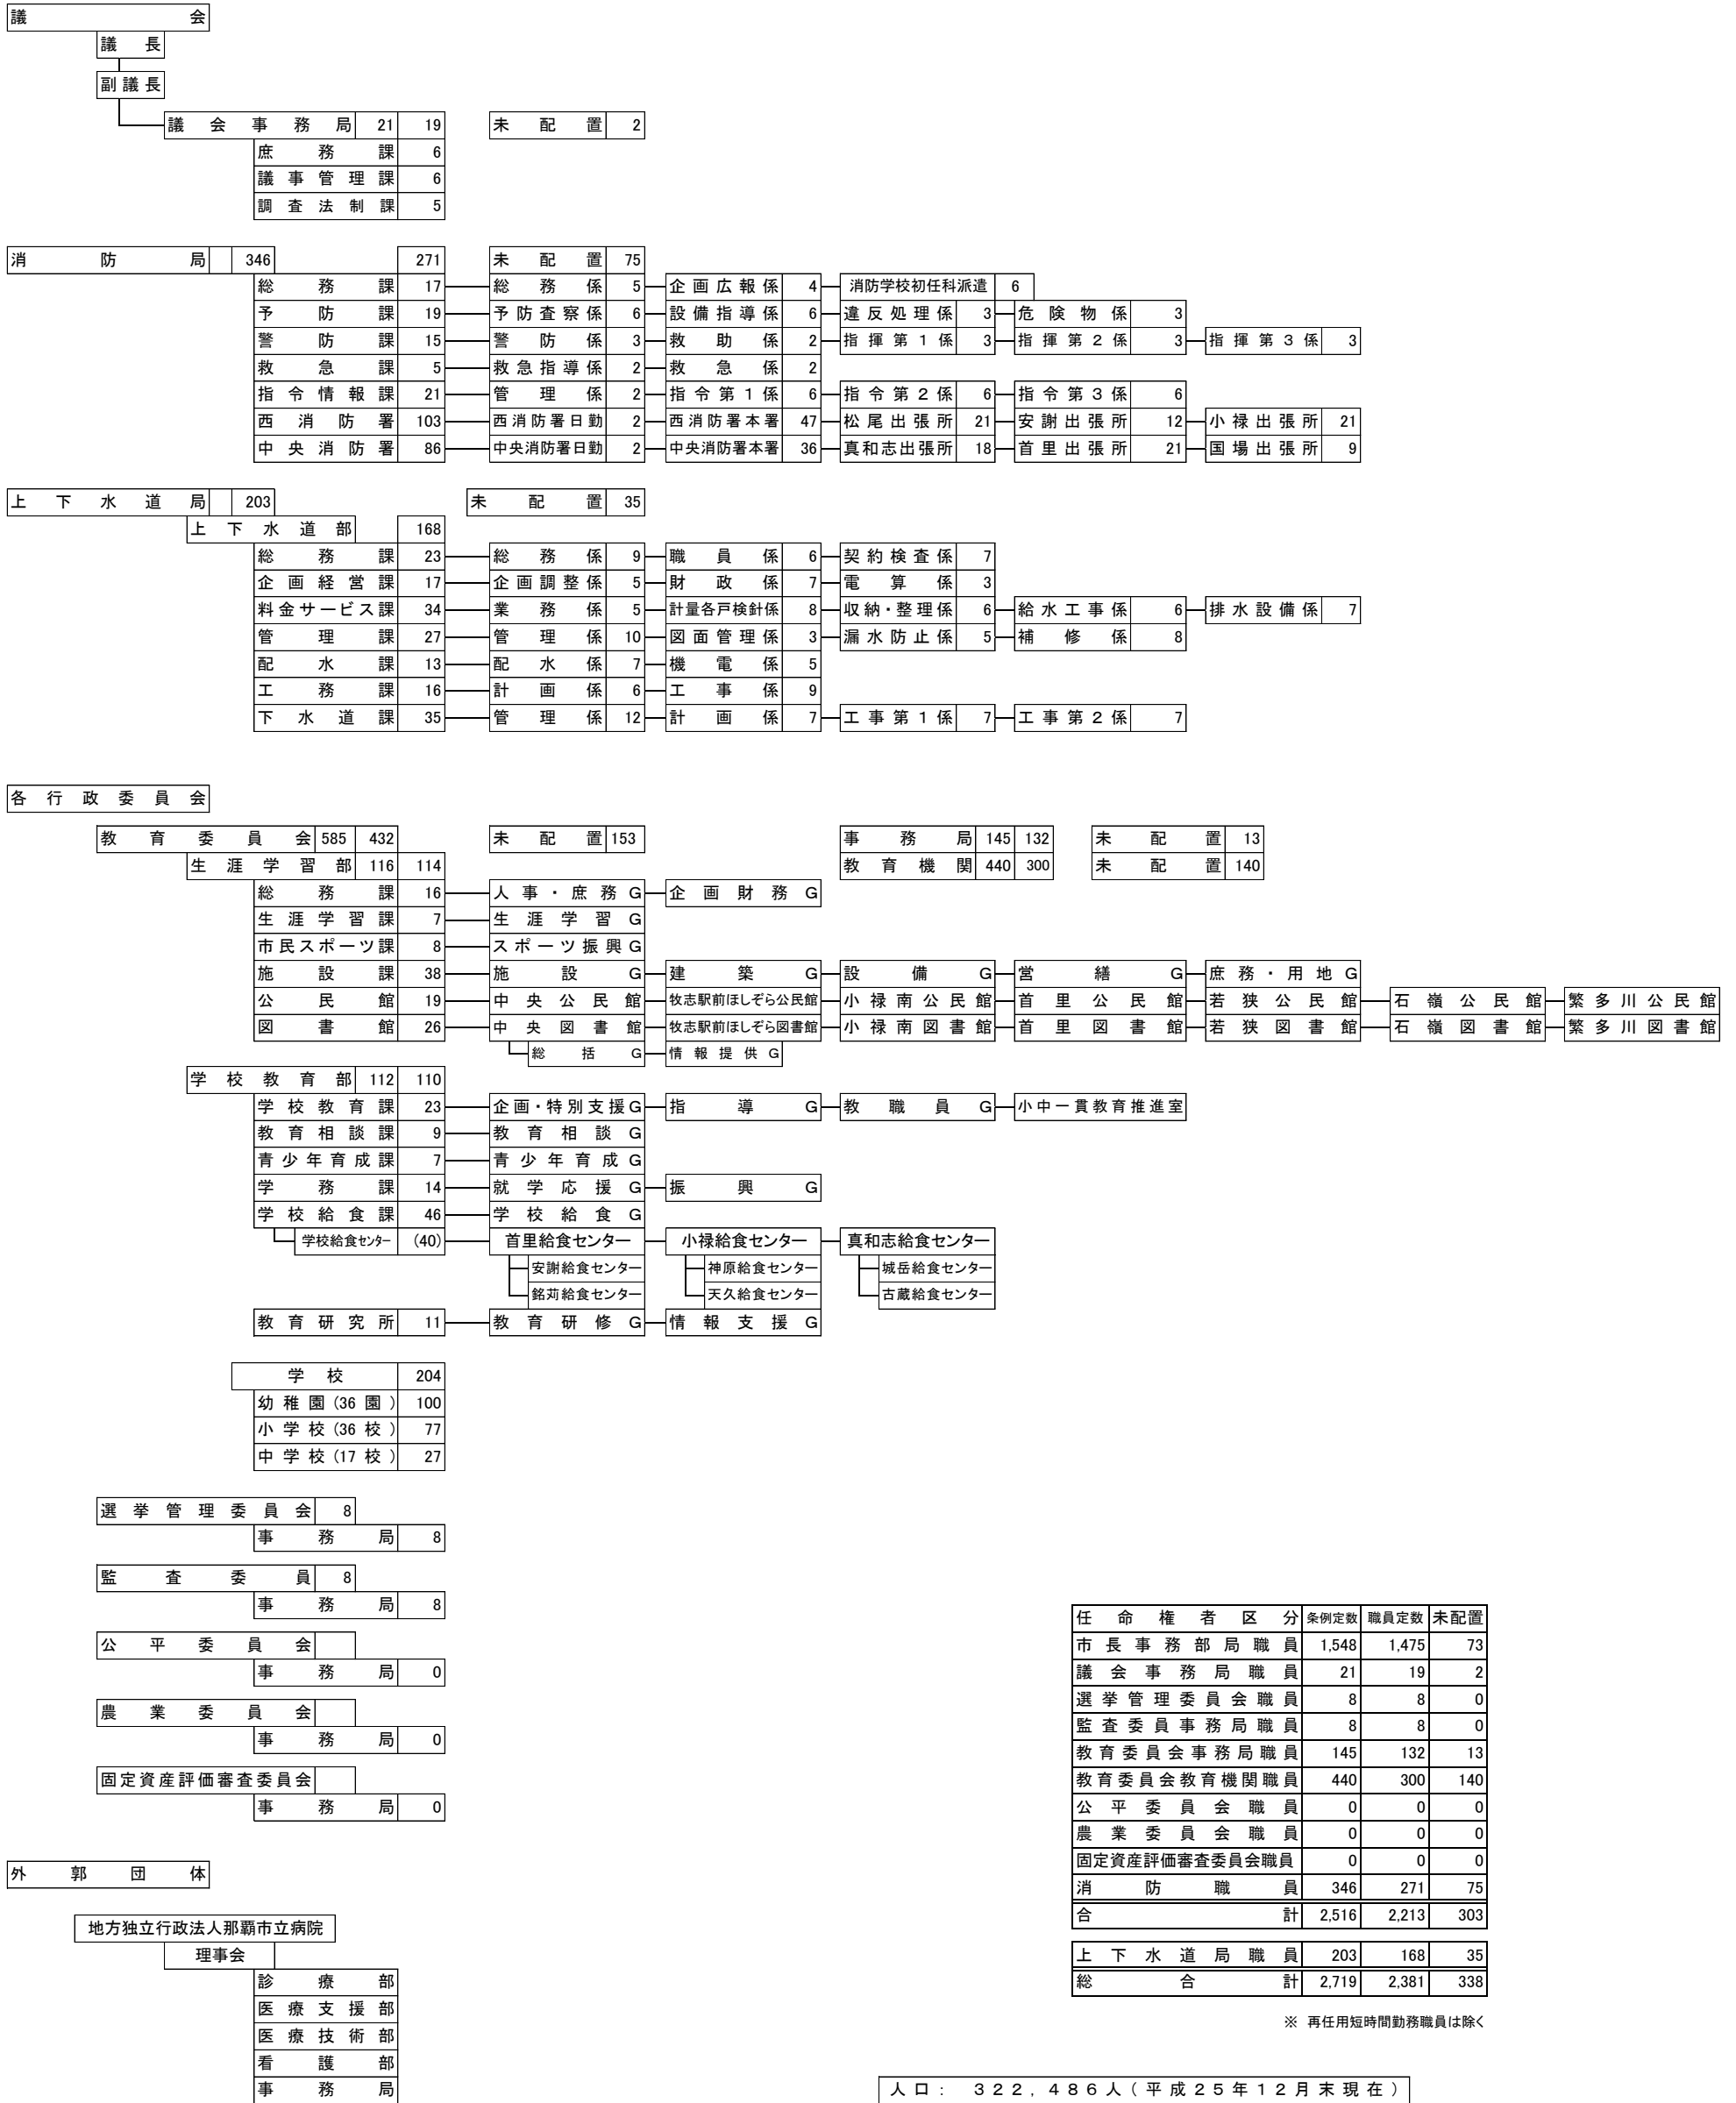 議会
議長
副議長
議会事務局 21 19 未配置 2
庶務課 6
議事管理課 6
調査法制課 5
消防局 346 271 未配置 75
総務課 17 総務係 5 企画広報係 4 消防学校初任科派遣 6
予防課 19 予防査察係 6 設備指導係 6 違反処理係 3 危険物係 3
警防課 15 警防係 3 救助係 2 指揮第1係 3 指揮第2係 3 指揮第3係 3
救急課 5 救急指導係 2 救急係 2
指令情報課 21 管理係 2 指令第1係 6 指令第2係 6 指令第3係 6
西消防署 103 西消防署日勤 2 西消防署本署 47 松尾出張所 21 安謝出張所 12 小禄出張所 21
中央消防署 86 中央消防署日勤 2 中央消防署本署 36 真和志出張所 18 首里出張所 21 国場出張所 9
上下水道局 203 未配置 35
上下水道部 168
総務課 23 総務係 9 職員係 6 契約検査係 7
企画経営課 17 企画調整係 5 財政係 7 電算係 3
料金サービス課 34 業務係 5 計量各戸検針係 8 収納・整理係 6 給水工事係 6 排水設備係 7
管理課 27 管理係 10 図面管理係 3 漏水防止係 5 補修係 8
配水課 13 配水係 7 機電係 5
工務課 16 計画係 6 工事係 9
下水道課 35 管理係 12 計画係 7 工事第1係 7 工事第2係 7
各行政委員会
教育委員会 585 432 未配置 153 事務局 145 132 未配置 13
生涯学習部 116 114 教育機関 440 300 未配置 140
総務課 16 人事・庶務G 企画財務G
生涯学習課 7 生涯学習G
市民スポーツ課 8 スポーツ振興G
施設課 38 施設G 建築G 設備G 営繕G 庶務・用地G
公民館 19 中央公民館 牧志駅前ほしぞら公民館 小禄南公民館 首里公民館 若狭公民館 石嶺公民館 繁多川公民館
図書館 26 中央図書館 牧志駅前ほしぞら図書館 小禄南図書館 首里図書館 若狭図書館 石嶺図書館 繁多川図書館
総括G 情報提供G
学校教育部 112 110
学校教育課 23 企画・特別支援G 指導G 教職員G 小中一貫教育推進室
教育相談課 9 教育相談G
青少年育成課 7 青少年育成G
学務課 14 就学応援G 振興G
学校給食課 46 学校給食G
学校給食センター (40) 首里給食センター 小禄給食センター 真和志給食センター
安謝給食センター 神原給食センター 城岳給食センター
銘苅給食センター 天久給食センター 古蔵給食センター
教育研究所 11 教育研修G 情報支援G
学校 204
幼稚園(36園) 100
小学校(36校) 77
中学校(17校) 27
選挙管理委員会 8
事務局 8
監査委員 8
事務局 8
公平委員会
事務局 0
農業委員会
事務局 0
固定資産評価審査委員会
事務局 0
外郭団体
地方独立行政法人那覇市立病院
理事会
診療部
医療支援部
医療技術部
看護部
事務局
任命権者区分 条例定数 職員定数 未配置
市長事務部局職員 1,548 1,475 73
議会事務局職員 21 19 2
選挙管理委員会職員 8 8 0
監査委員事務局職員 8 8 0
教育委員会事務局職員 145 132 13
教育委員会教育機関職員 440 300 140
公平委員会職員 0 0 0
農業委員会職員 0 0 0
固定資産評価審査委員会職員 0 0 0
消防職員 346 271 75
合計 2,516 2,213 303
上下水道局職員 203 168 35
総合計 2,719 2,381 338
※ 再任用短時間勤務職員は除く
人口: 322,486人(平成25年12月末現在)